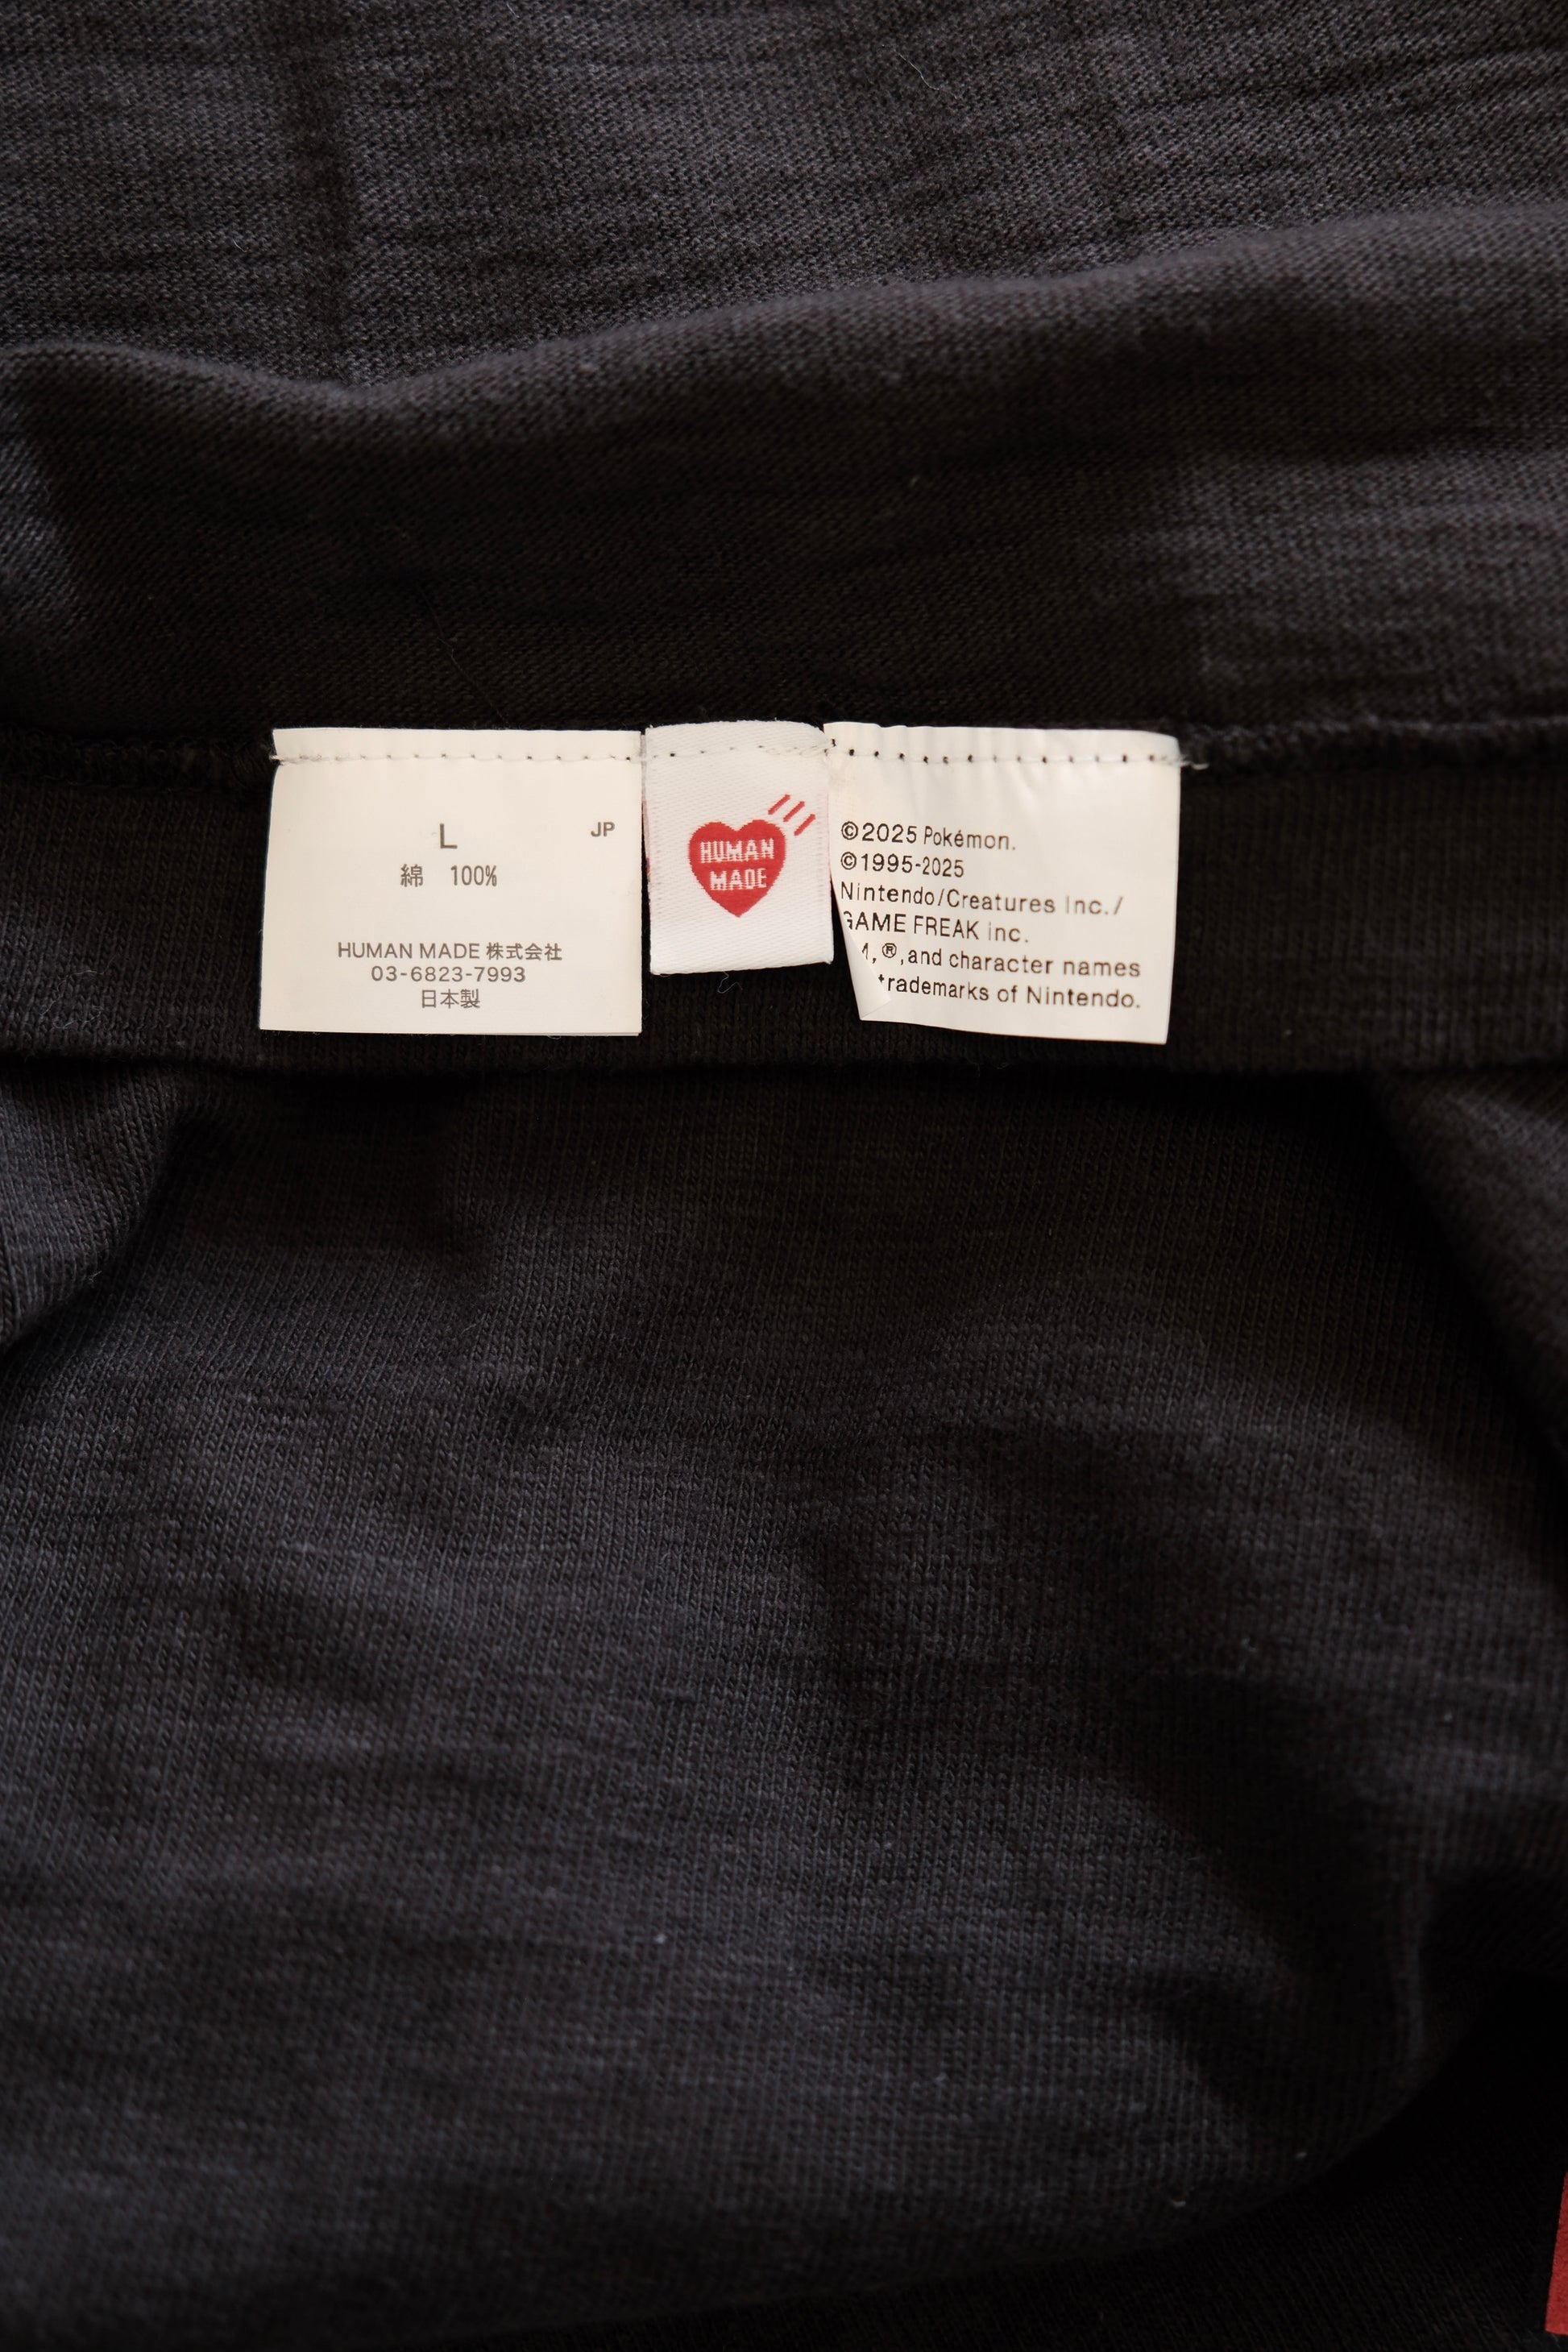 L
JP
綿 100%
HUMAN MADE 株式会社
03-6823-7993
日本製
HUMAN
MADE
©2025 Pokémon.
©1995-2025
Nintendo/Creatures Inc./
GAME FREAK inc.
®,and character names
trademarks of Nintendo.